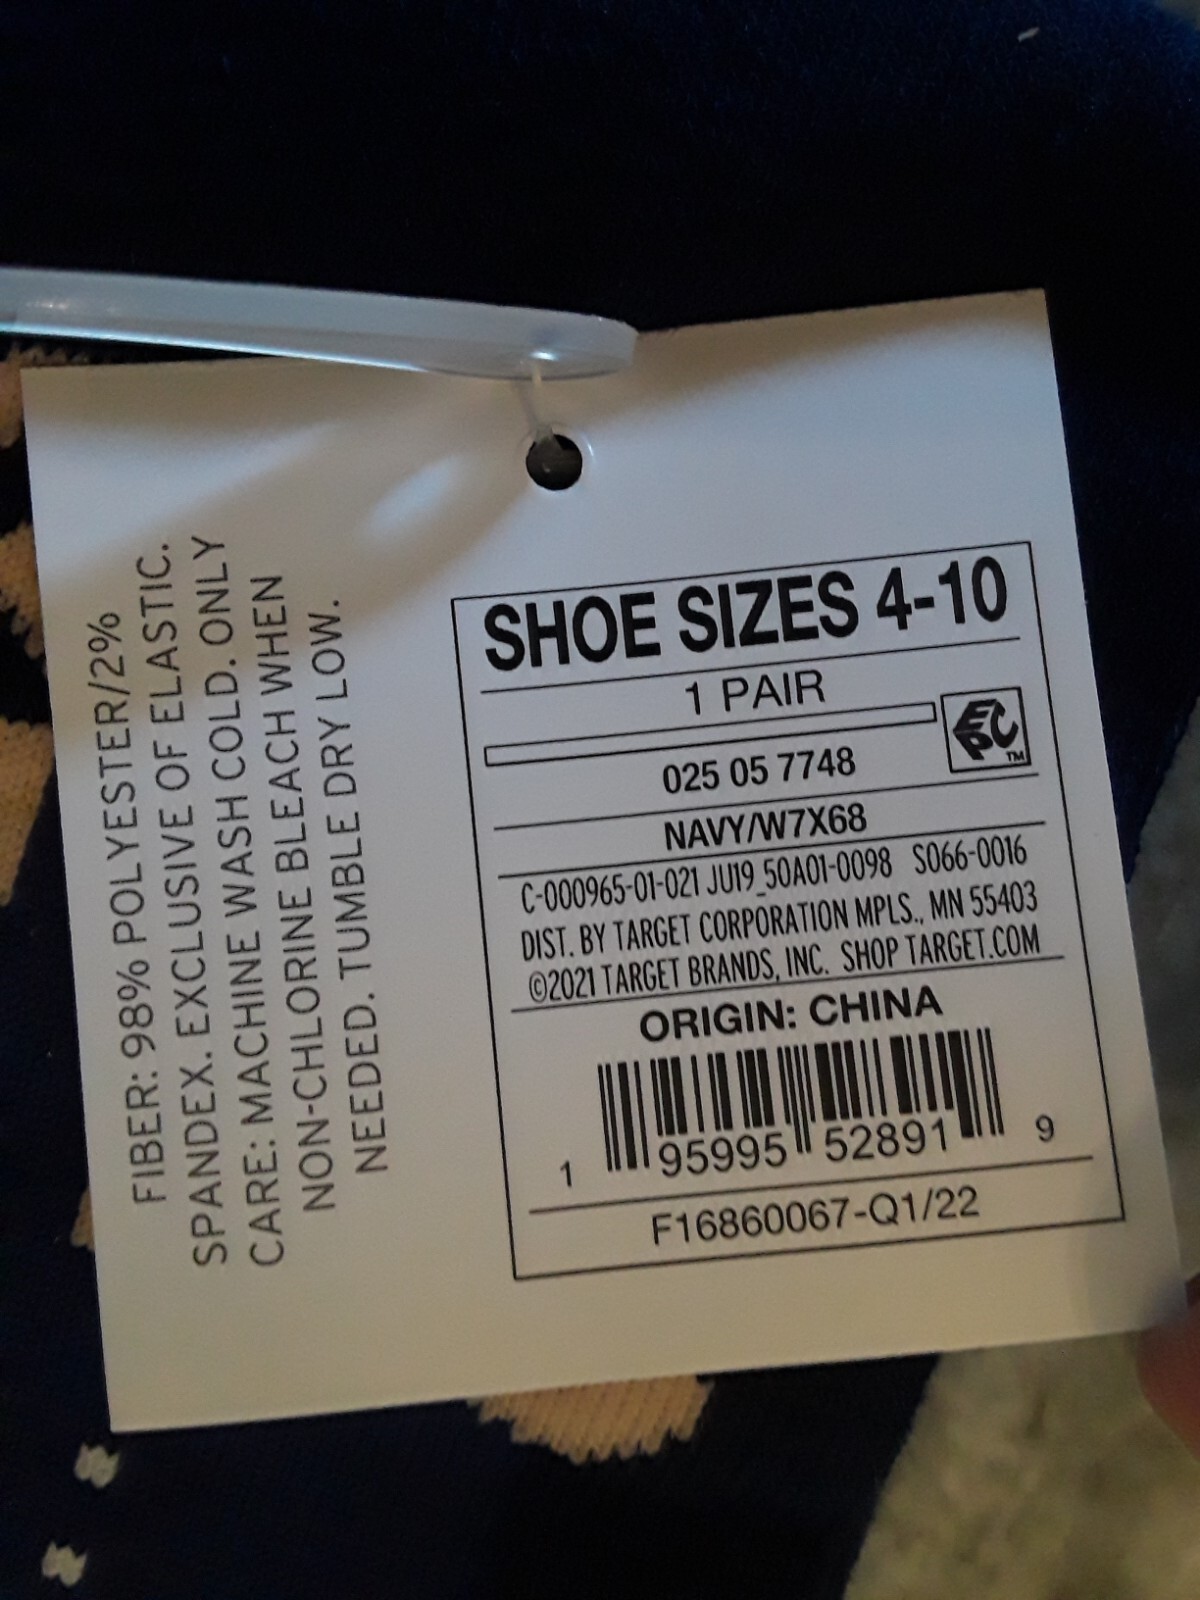 FIBER: 98% POLYESTER/2%
SPANDEX. EXCLUSIVE OF ELASTIC.
CARE: MACHINE WASH COLD. ONLY
NON-CHLORINE BLEACH WHEN
NEEDED. TUMBLE DRY LOW.
SHOE SIZES 4-10
1 PAIR
EPC™
025 05 7748
NAVY/W7X68
C-000965-01-021 JU19_50A01-0098 S066-0016
DIST. BY TARGET CORPORATION MPLS., MN 55403
©2021 TARGET BRANDS, INC. SHOP TARGET.COM
ORIGIN: CHINA
1 95995 52891 9
F16860067-Q1/22